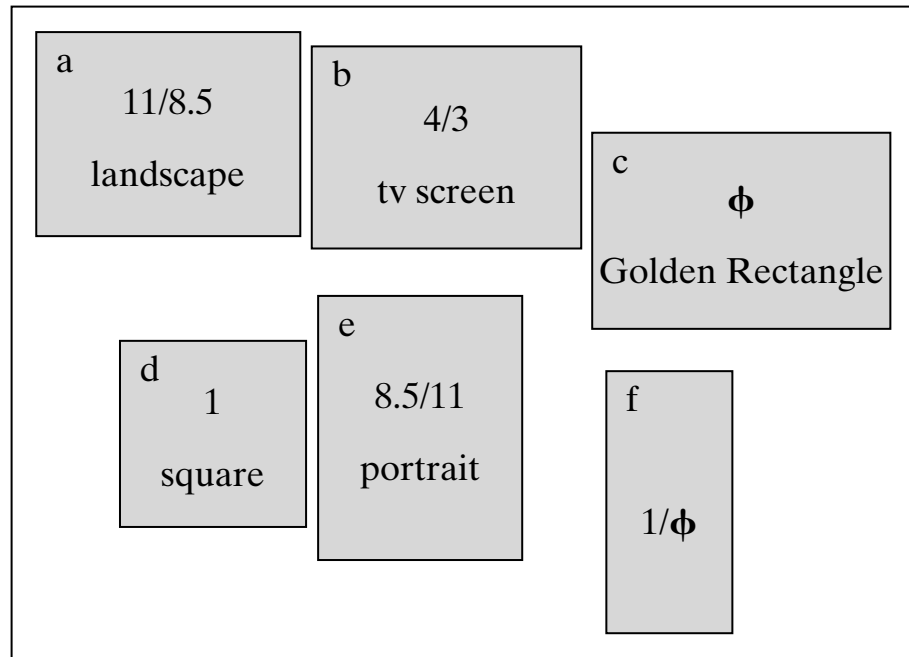 a
11/8.5
landscape
b
4/3
tv screen
c
ϕ
Golden Rectangle
d
1
square
e
8.5/11
portrait
f
1/ϕ